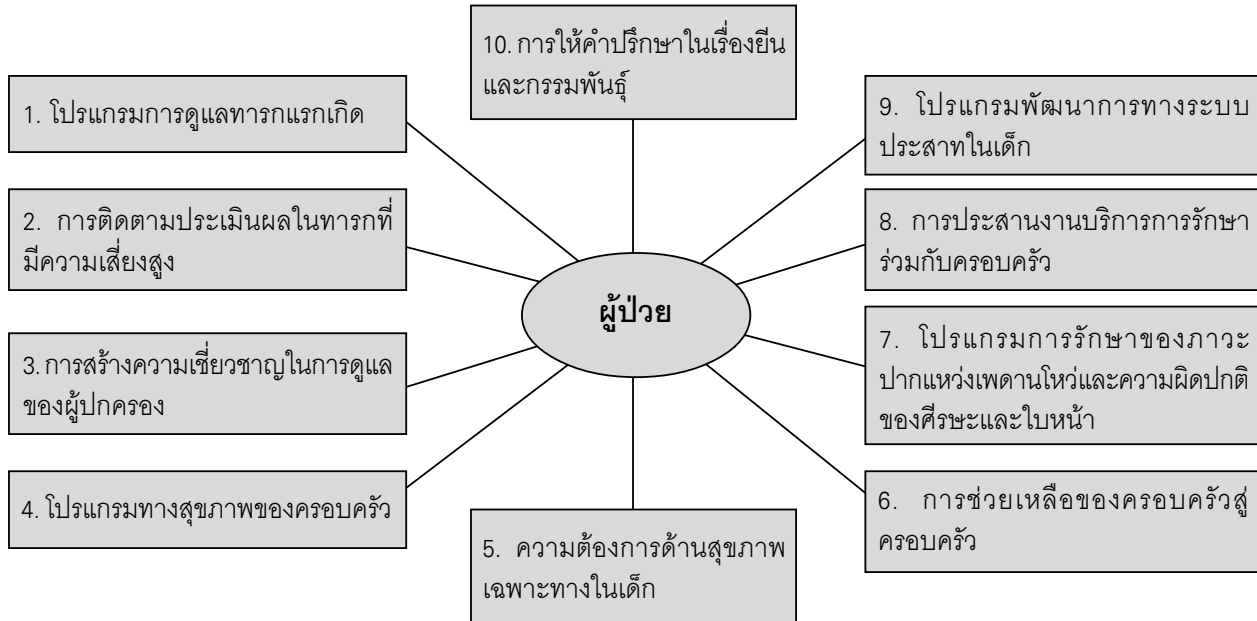 10. การให้คำปรึกษาในเรื่องยีน
และกรรมพันธุ์
1. โปรแกรมการดูแลทารกแรกเกิด
9. โปรแกรมพัฒนาการทางระบบ
ประสาทในเด็ก
2. การติดตามประเมินผลในทารกที่
มีความเสี่ยงสูง
8. การประสานงานบริการการรักษา
ร่วมกับครอบครัว
ผู้ป่วย
3. การสร้างความเชี่ยวชาญในการดูแล
ของผู้ปกครอง
7. โปรแกรมการรักษาของภาวะ
ปากแหว่งเพดานโหว่และความผิดปกติ
ของศีรษะและใบหน้า
4. โปรแกรมทางสุขภาพของครอบครัว
6. การช่วยเหลือของครอบครัวสู่
ครอบครัว
5. ความต้องการด้านสุขภาพ
เฉพาะทางในเด็ก